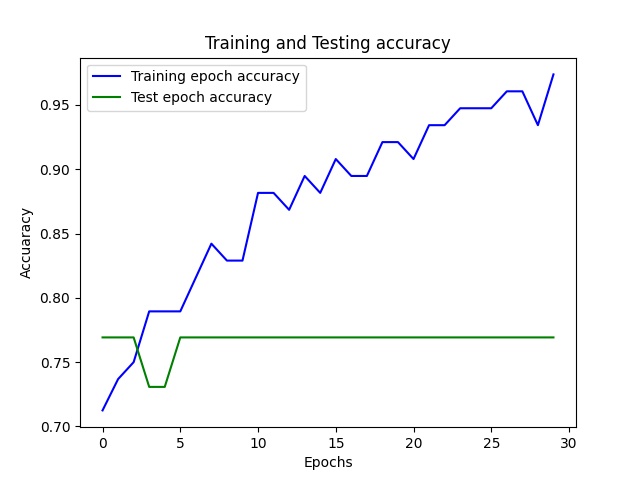 Training and Testing accuracy
Training epoch accuracy
Test epoch accuracy
Accuaracy
0.95
0.90
0.85
0.80
0.75
0.70
0 5 10 15 20 25 30
Epochs